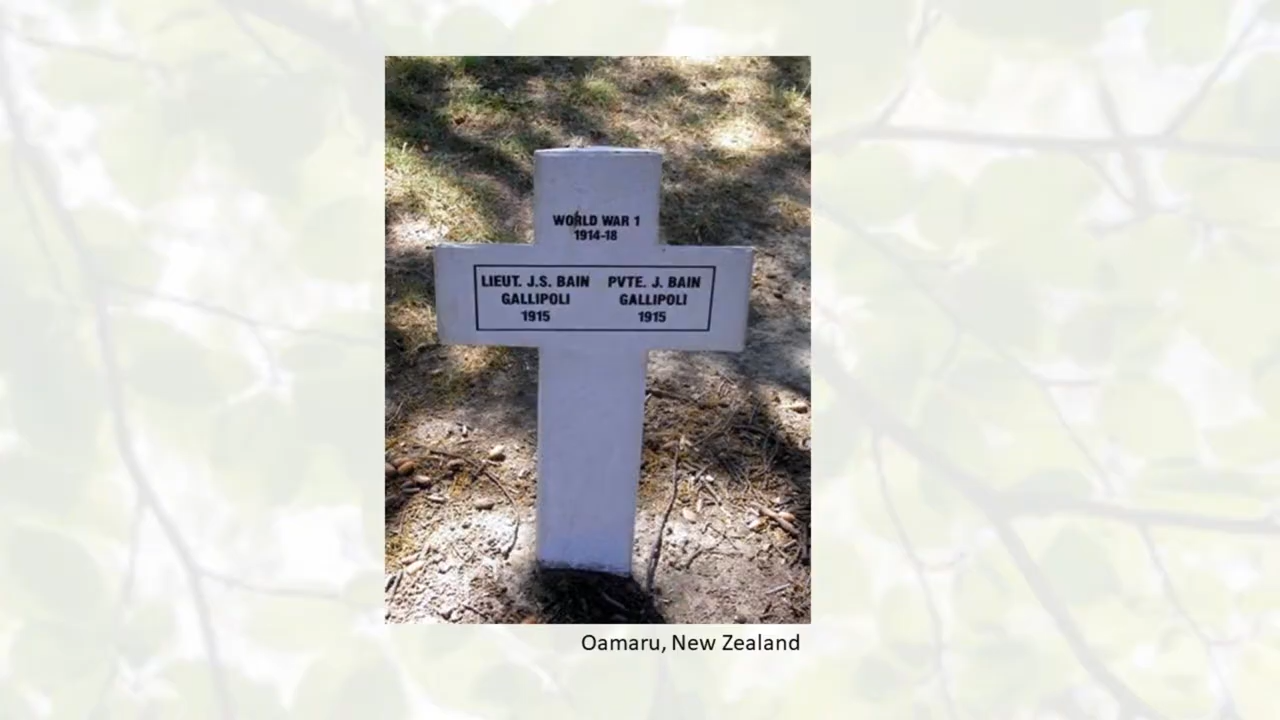 WORLD WAR 1
1914-18
LIEUT. J.S. BAIN PVTE. J. BAIN
GALLIPOLI GALLIPOLI
1915 1915
Oamaru, New Zealand